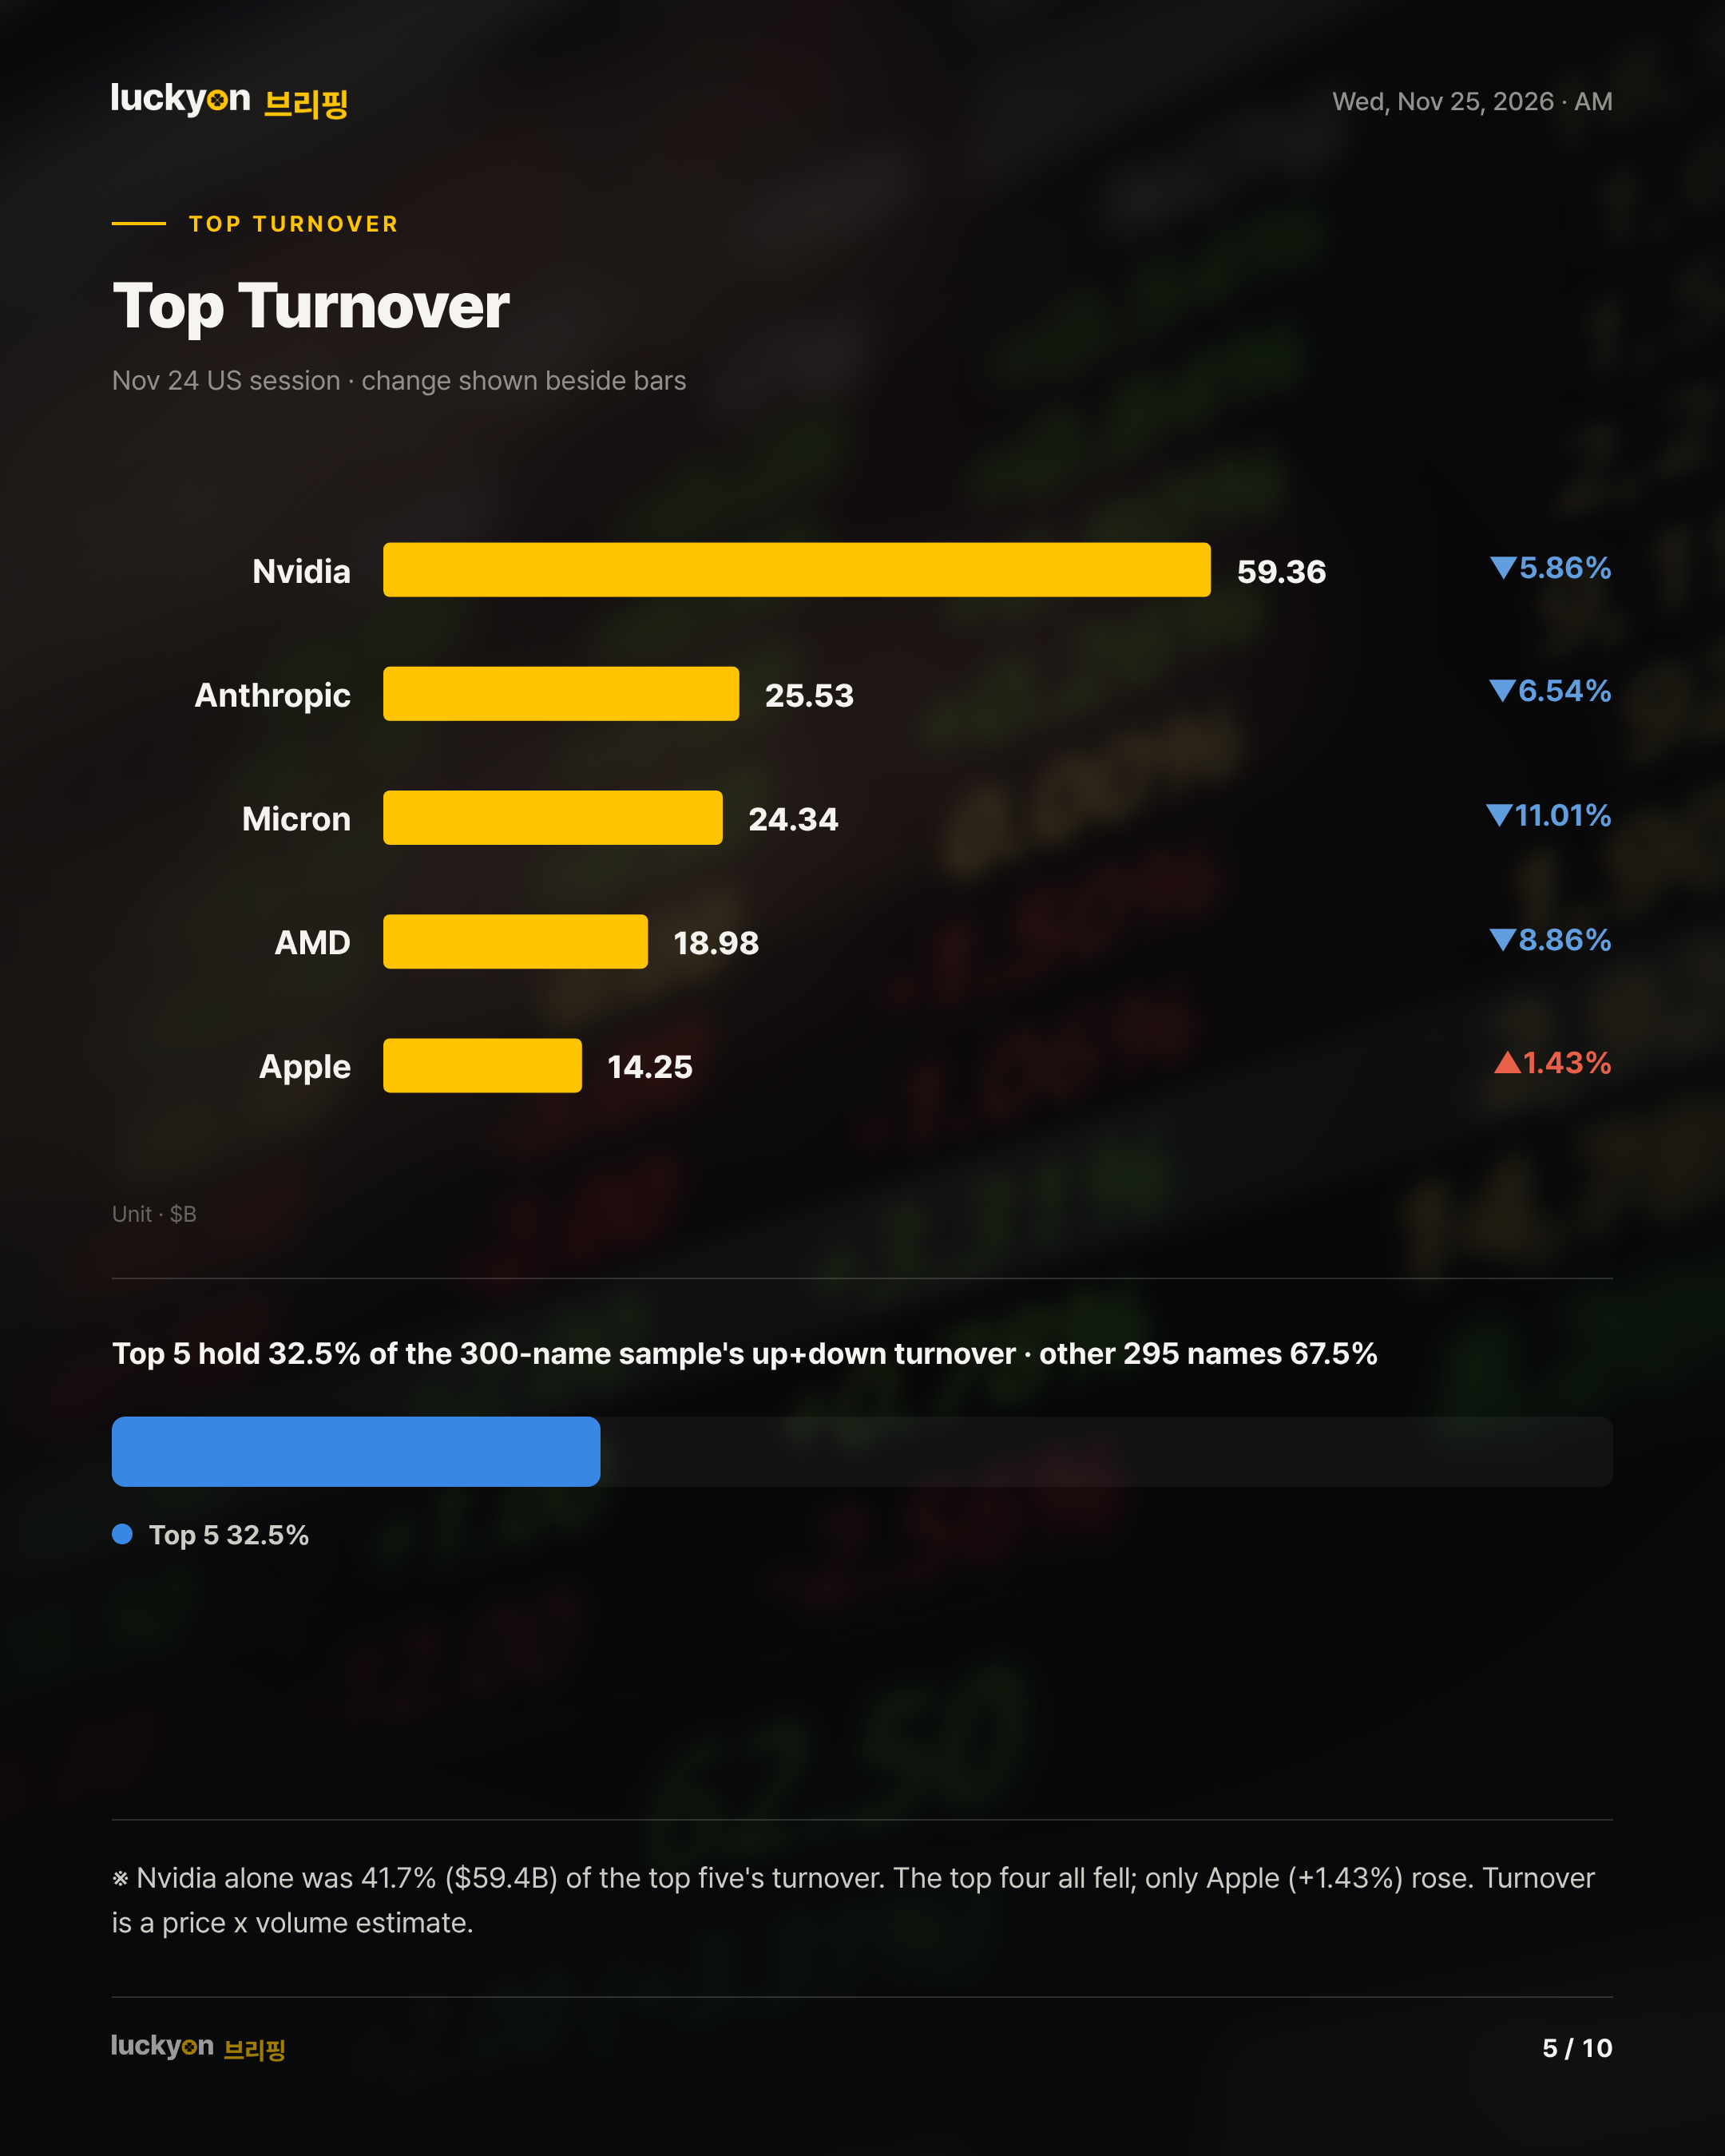 luckyon 브리핑
Wed, Nov 25, 2026 · AM
TOP TURNOVER
Top Turnover
Nov 24 US session · change shown beside bars
Nvidia 59.36 ▼5.86%
Anthropic 25.53 ▼6.54%
Micron 24.34 ▼11.01%
AMD 18.98 ▼8.86%
Apple 14.25 ▲1.43%
Unit · $B
Top 5 hold 32.5% of the 300-name sample's up+down turnover · other 295 names 67.5%
Top 5 32.5%
※ Nvidia alone was 41.7% ($59.4B) of the top five's turnover. The top four all fell; only Apple (+1.43%) rose. Turnover
is a price x volume estimate.
luckyon 브리핑
5 / 10